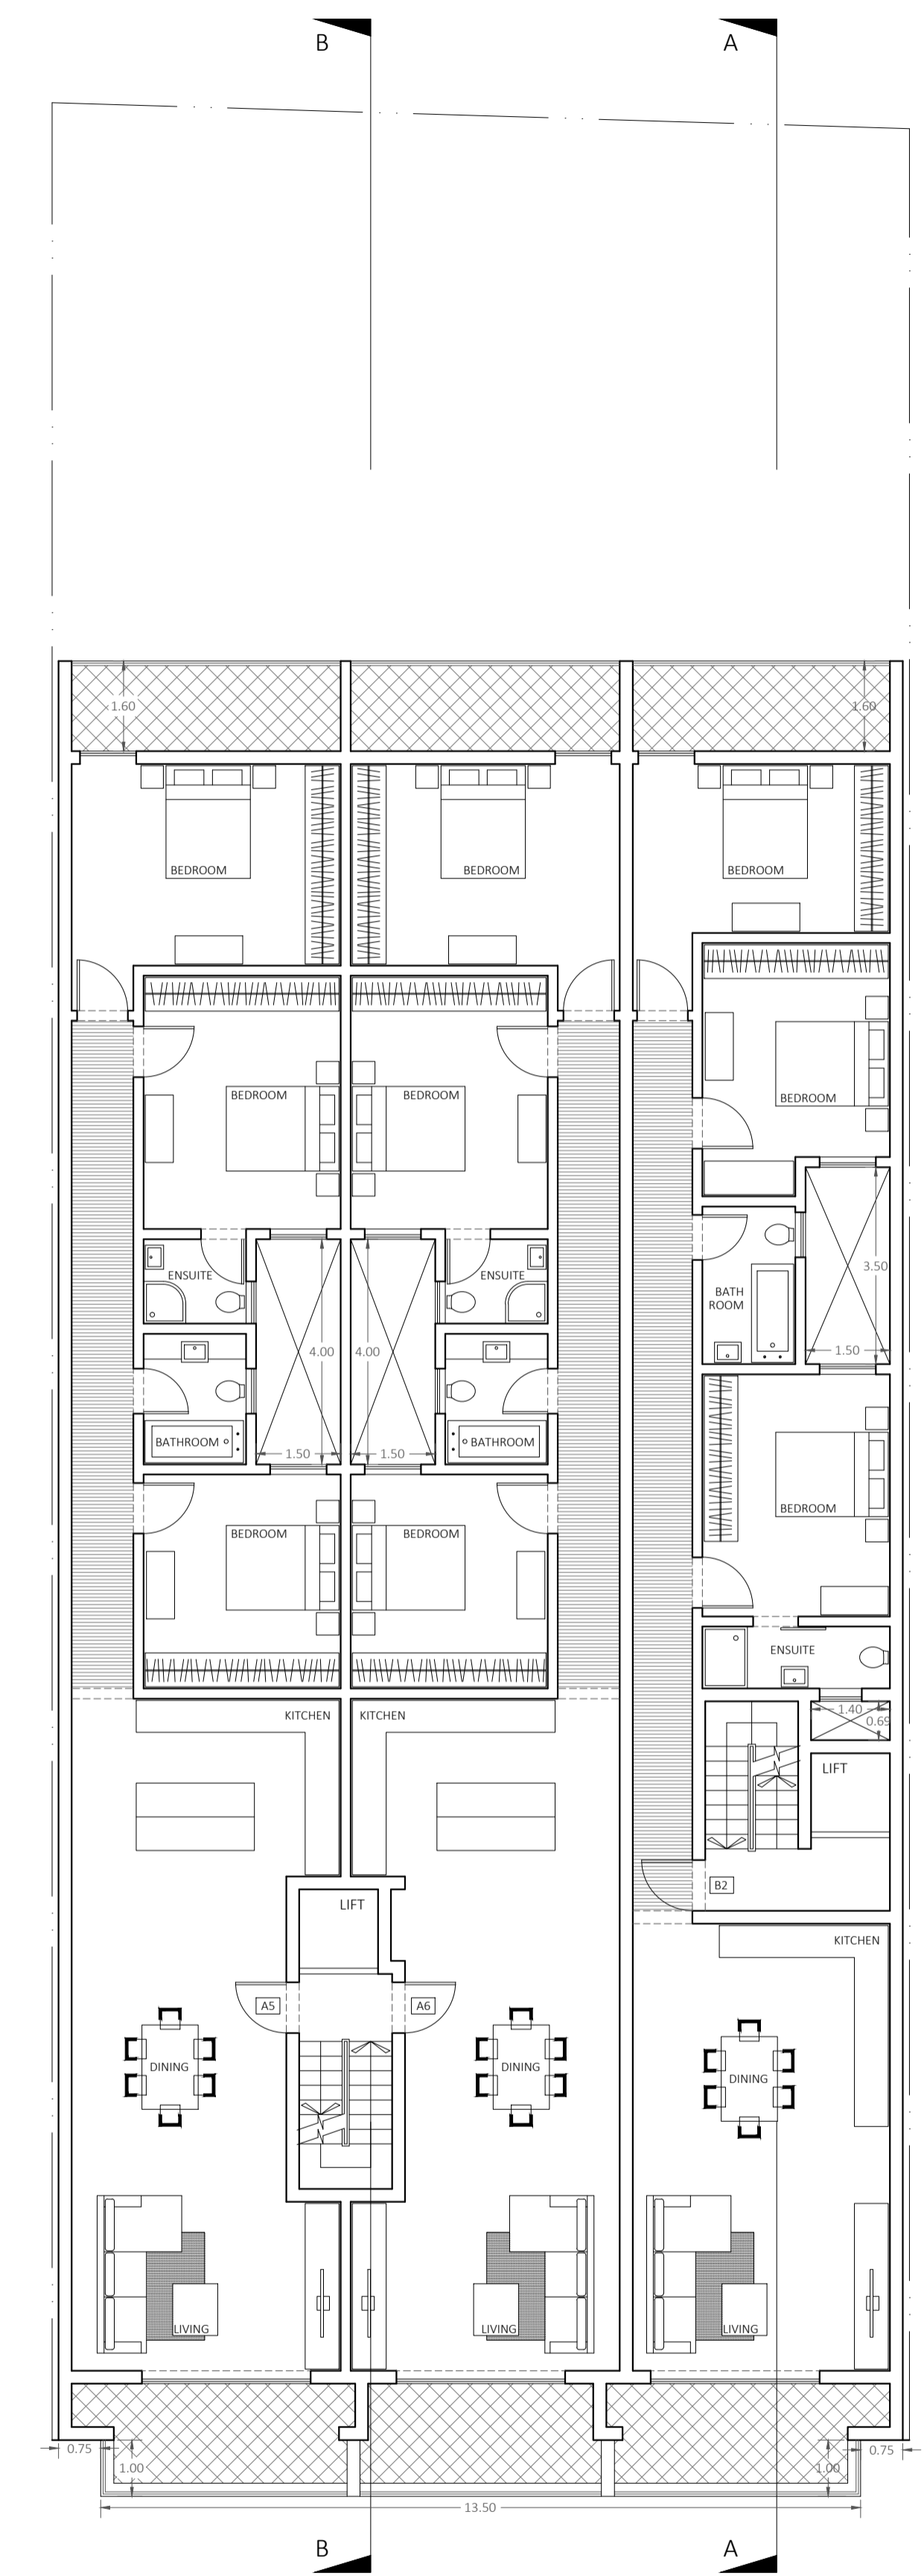 B
A
1.60
1.60
BEDROOM
BEDROOM
BEDROOM
BEDROOM
BEDROOM
BEDROOM
ENSUITE
ENSUITE
BATH
ROOM
3.50
4.00
4.00
1.50
BATHROOM
1.50
1.50
BATHROOM
BEDROOM
BEDROOM
BEDROOM
ENSUITE
1.40
0.69
KITCHEN
KITCHEN
LIFT
B2
LIFT
KITCHEN
A5
A6
DINING
DINING
DINING
LIVING
LIVING
LIVING
0.75
0.75
1.00
1.00
13.50
B
A